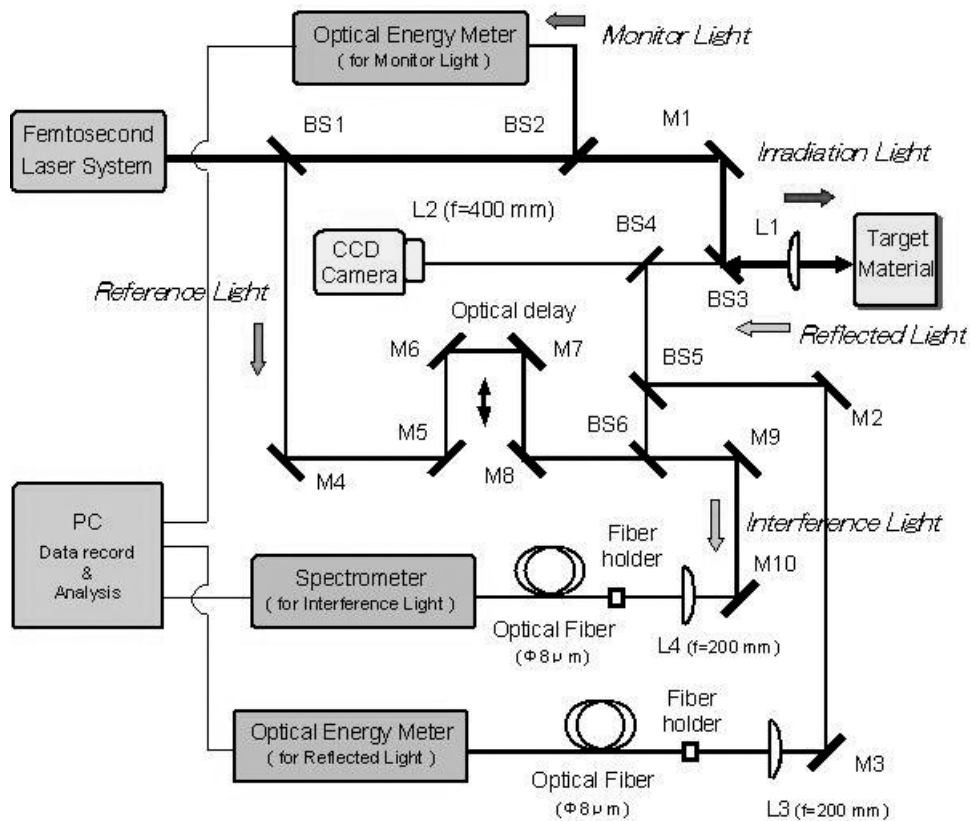 Optical Energy Meter
( for Monitor Light )
Monitor Light
Femtosecond
Laser System
BS1
BS2
M1
Irradiation Light
L2 (f=400 mm)
BS4
L1
CCD
Camera
Target
Material
BS3
Reference Light
Optical delay
Reflected Light
M6
M7
BS5
M2
M5
BS6
M9
M4
M8
PC
Data record
&
Analysis
Interference Light
Fiber
holder
M10
Spectrometer
( for Interference Light )
Optical Fiber
(Φ8μm)
L4 (f=200 mm)
Fiber
holder
Optical Energy Meter
( for Reflected Light )
M3
Optical Fiber
(Φ8μm)
L3 (f=200 mm)